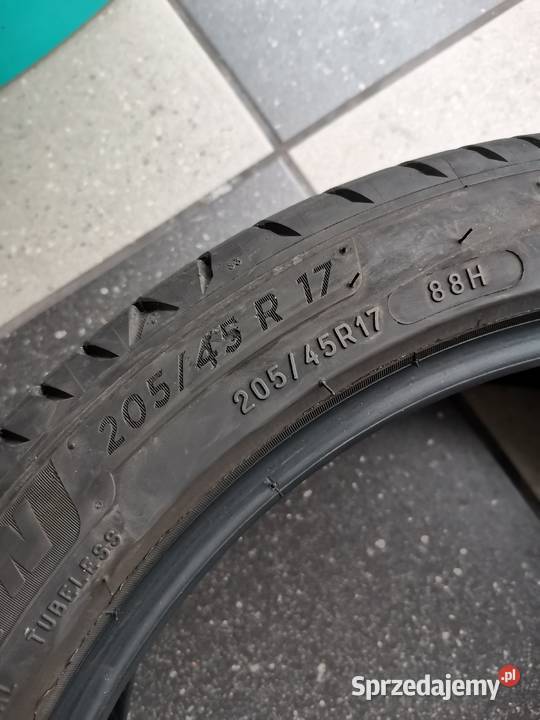 205/45 R 17
205/45R17
88H
TUBELESS
Sprzedajemy.pl